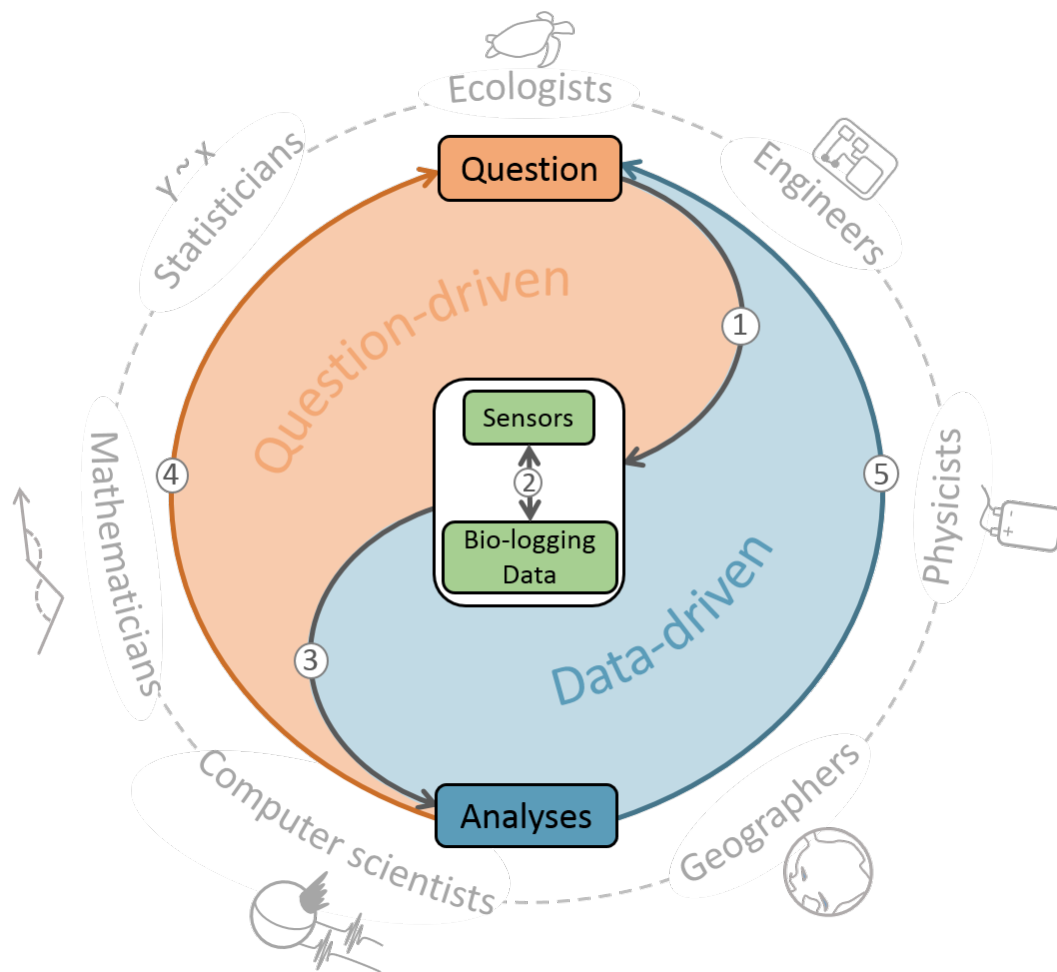 Ecologists
Y ~ X
Statisticians
Engineers
Question
Question-driven
1
Sensors
2
Bio-logging
Data
4
5
Mathematicians
Physicists
-
+
Data-driven
3
Analyses
Computer scientists
Geographers